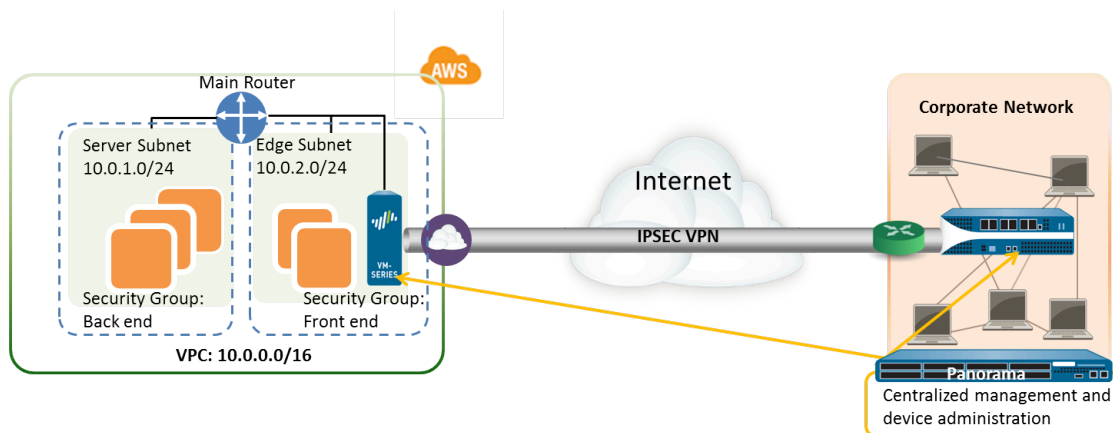 AWS
Main Router
Server Subnet
10.0.1.0/24
Edge Subnet
10.0.2.0/24
VM-
SERIES
Security Group:
Back end
Security Group:
Front end
VPC: 10.0.0.0/16
Internet
IPSEC VPN
Corporate Network
Panorama
Centralized management and
device administration